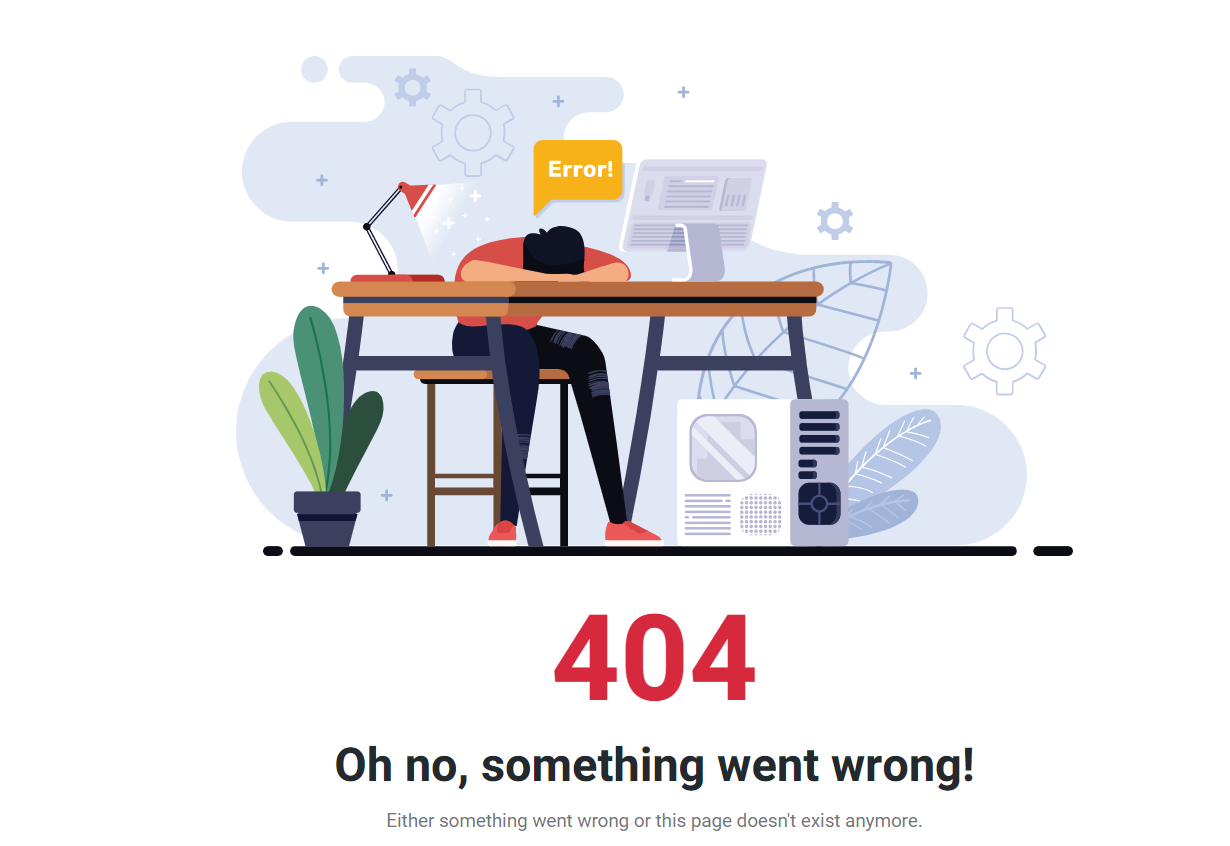 Error!
404
Oh no, something went wrong!
Either something went wrong or this page doesn't exist anymore.